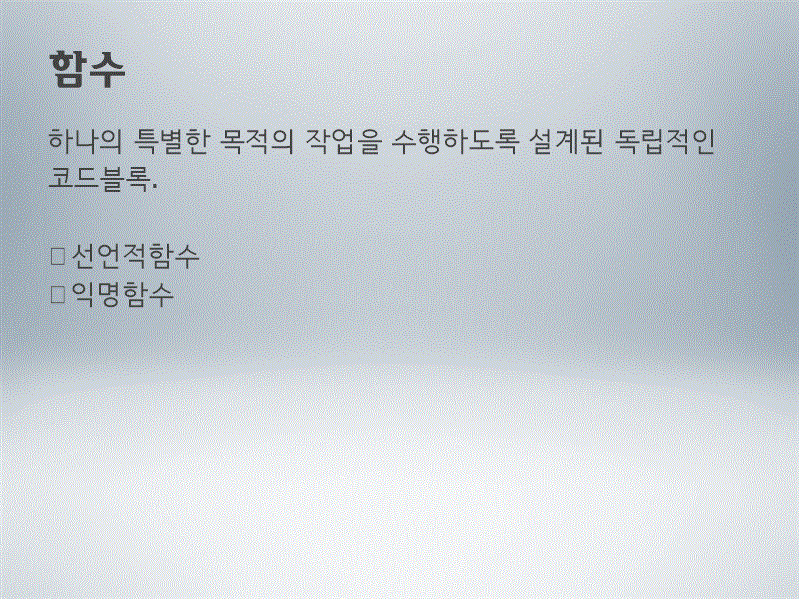 함수
하나의 특별한 목적의 작업을 수행하도록 설계된 독립적인
코드블록.
선언적함수
익명함수